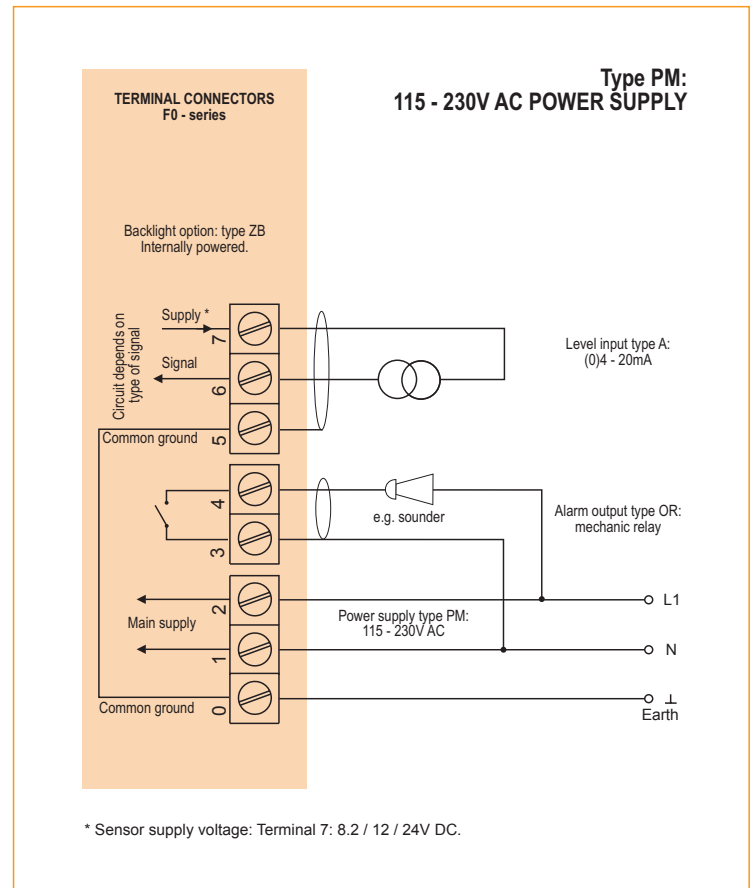 Type PM:
115 - 230V AC POWER SUPPLY
TERMINAL CONNECTORS
F0 - series
Backlight option: type ZB
Internally powered.
Circuit depends on
type of signal
Supply *
7
Signal
6
Common ground
5
Level input type A:
(0)4 - 20mA
4
3
e.g. sounder
Alarm output type OR:
mechanic relay
2
Main supply
1
Power supply type PM:
115 - 230V AC
L1
N
Common ground
0
Earth
* Sensor supply voltage: Terminal 7: 8.2 / 12 / 24V DC.